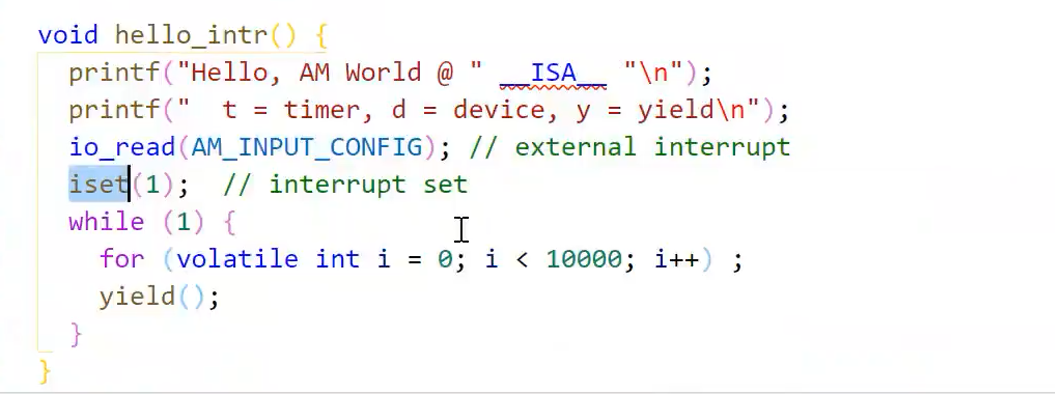 void hello_intr() {
  printf("Hello, AM World @ " __ISA__ "\n");
  printf("  t = timer, d = device, y = yield\n");
  io_read(AM_INPUT_CONFIG); // external interrupt
  iset(1);  // interrupt set
  while (1) {
    for (volatile int i = 0; i < 10000; i++) ;
    yield();
  }
}